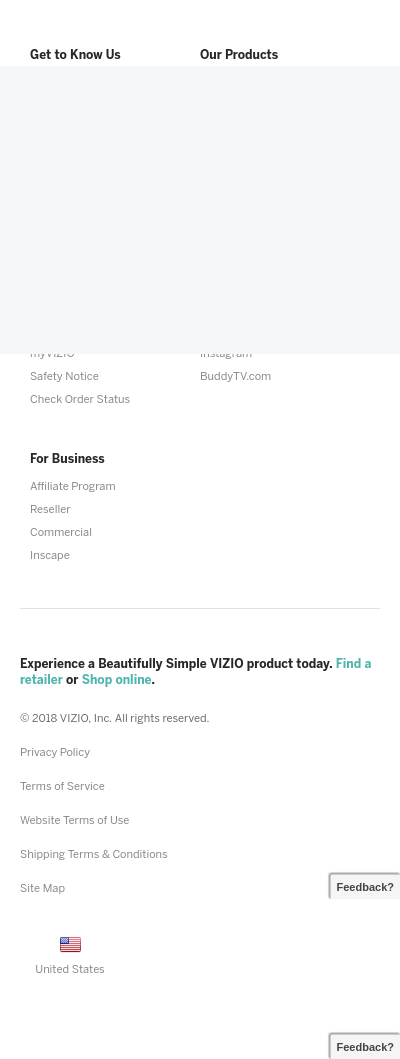 Get to Know Us
Our Products
myVIZIO
Instagram
Safety Notice
BuddyTV.com
Check Order Status
For Business
Affiliate Program
Reseller
Commercial
Inscape
Experience a Beautifully Simple VIZIO product today. Find a
retailer or Shop online.
© 2018 VIZIO, Inc. All rights reserved.
Privacy Policy
Terms of Service
Website Terms of Use
Shipping Terms & Conditions
Feedback?
Site Map
United States
Feedback?